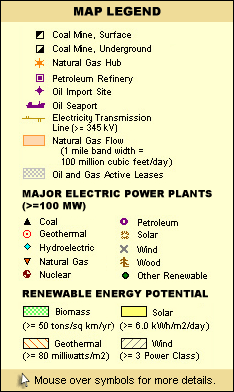 MAP LEGEND
Coal Mine, Surface
Coal Mine, Underground
Natural Gas Hub
Petroleum Refinery
Oil Import Site
Oil Seaport
Electricity Transmission
Line (>= 345 kV)
Natural Gas Flow
(1 mile band width =
100 million cubic feet/day)
Oil and Gas Active Leases
MAJOR ELECTRIC POWER PLANTS
(>=100 MW)
Coal Petroleum
Geothermal Solar
Hydroelectric Wind
Natural Gas Wood
Nuclear Other Renewable
RENEWABLE ENERGY POTENTIAL
Biomass Solar
(>= 50 tons/sq km/yr) (>= 6.0 kWh/m2/day)
Geothermal Wind
(>= 80 milliwatts/m2) (>= 3 Power Class)
Mouse over symbols for more details.